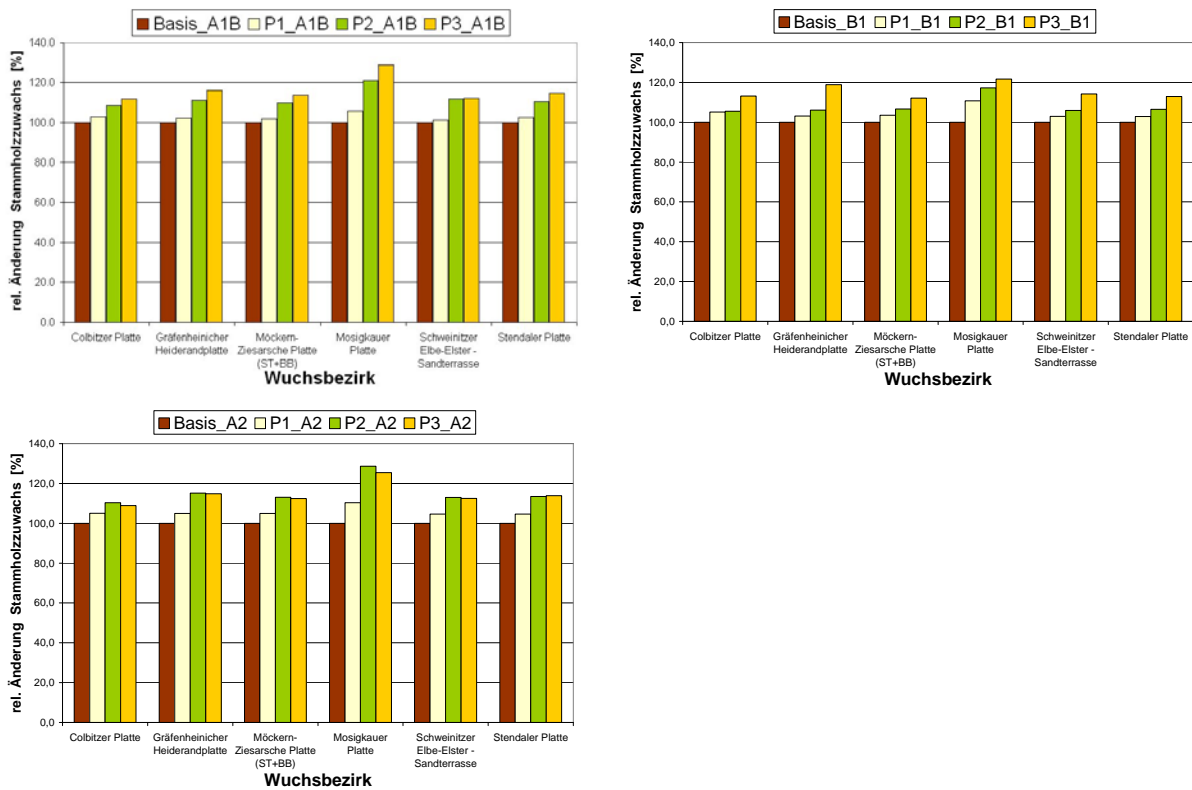 Basis_A1B P1_A1B P2_A1B P3_A1B
rel. Änderung Stammholzzuwachs [%]
140.0
120.0
100.0
80.0
60.0
40.0
20.0
0.0
Colbitzer Platte
Gräfenheinicher
Heiderandplatte
Möckern-
Ziesarsche Platte
(ST+BB)
Mosigkauer
Platte
Schweinitzer
Elbe-Elster -
Sandterrasse
Stendaler Platte
Wuchsbezirk
Basis_B1 P1_B1 P2_B1 P3_B1
rel. Änderung Stammholzzuwachs [%]
140,0
120,0
100,0
80,0
60,0
40,0
20,0
0,0
Colbitzer Platte
Gräfenheinicher
Heiderandplatte
Möckern-
Ziesarsche Platte
(ST+BB)
Mosigkauer
Platte
Schweinitzer
Elbe-Elster -
Sandterrasse
Stendaler Platte
Wuchsbezirk
Basis_A2 P1_A2 P2_A2 P3_A2
rel. Änderung Stammholzzuwachs [%]
140,0
120,0
100,0
80,0
60,0
40,0
20,0
0,0
Colbitzer Platte
Gräfenheinicher
Heiderandplatte
Möckern-
Ziesarsche Platte
(ST+BB)
Mosigkauer
Platte
Schweinitzer
Elbe-Elster -
Sandterrasse
Stendaler Platte
Wuchsbezirk